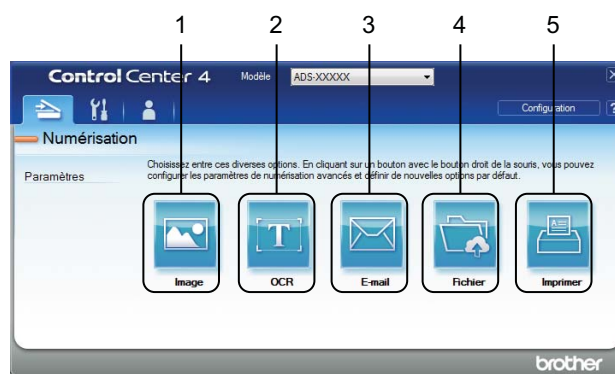 1 2 3 4 5
Control Center 4 Modèle ADS-XXXXX
Configuration ?
Numérisation
Choisissez entre ces diverses options. En cliquant sur un bouton avec le bouton droit de la souris, vous pouvez
Paramètres configurer les paramètres de numérisation avancés et définir de nouvelles options par défaut.
T
Image OCR E-mail Fichier Imprimer
brother